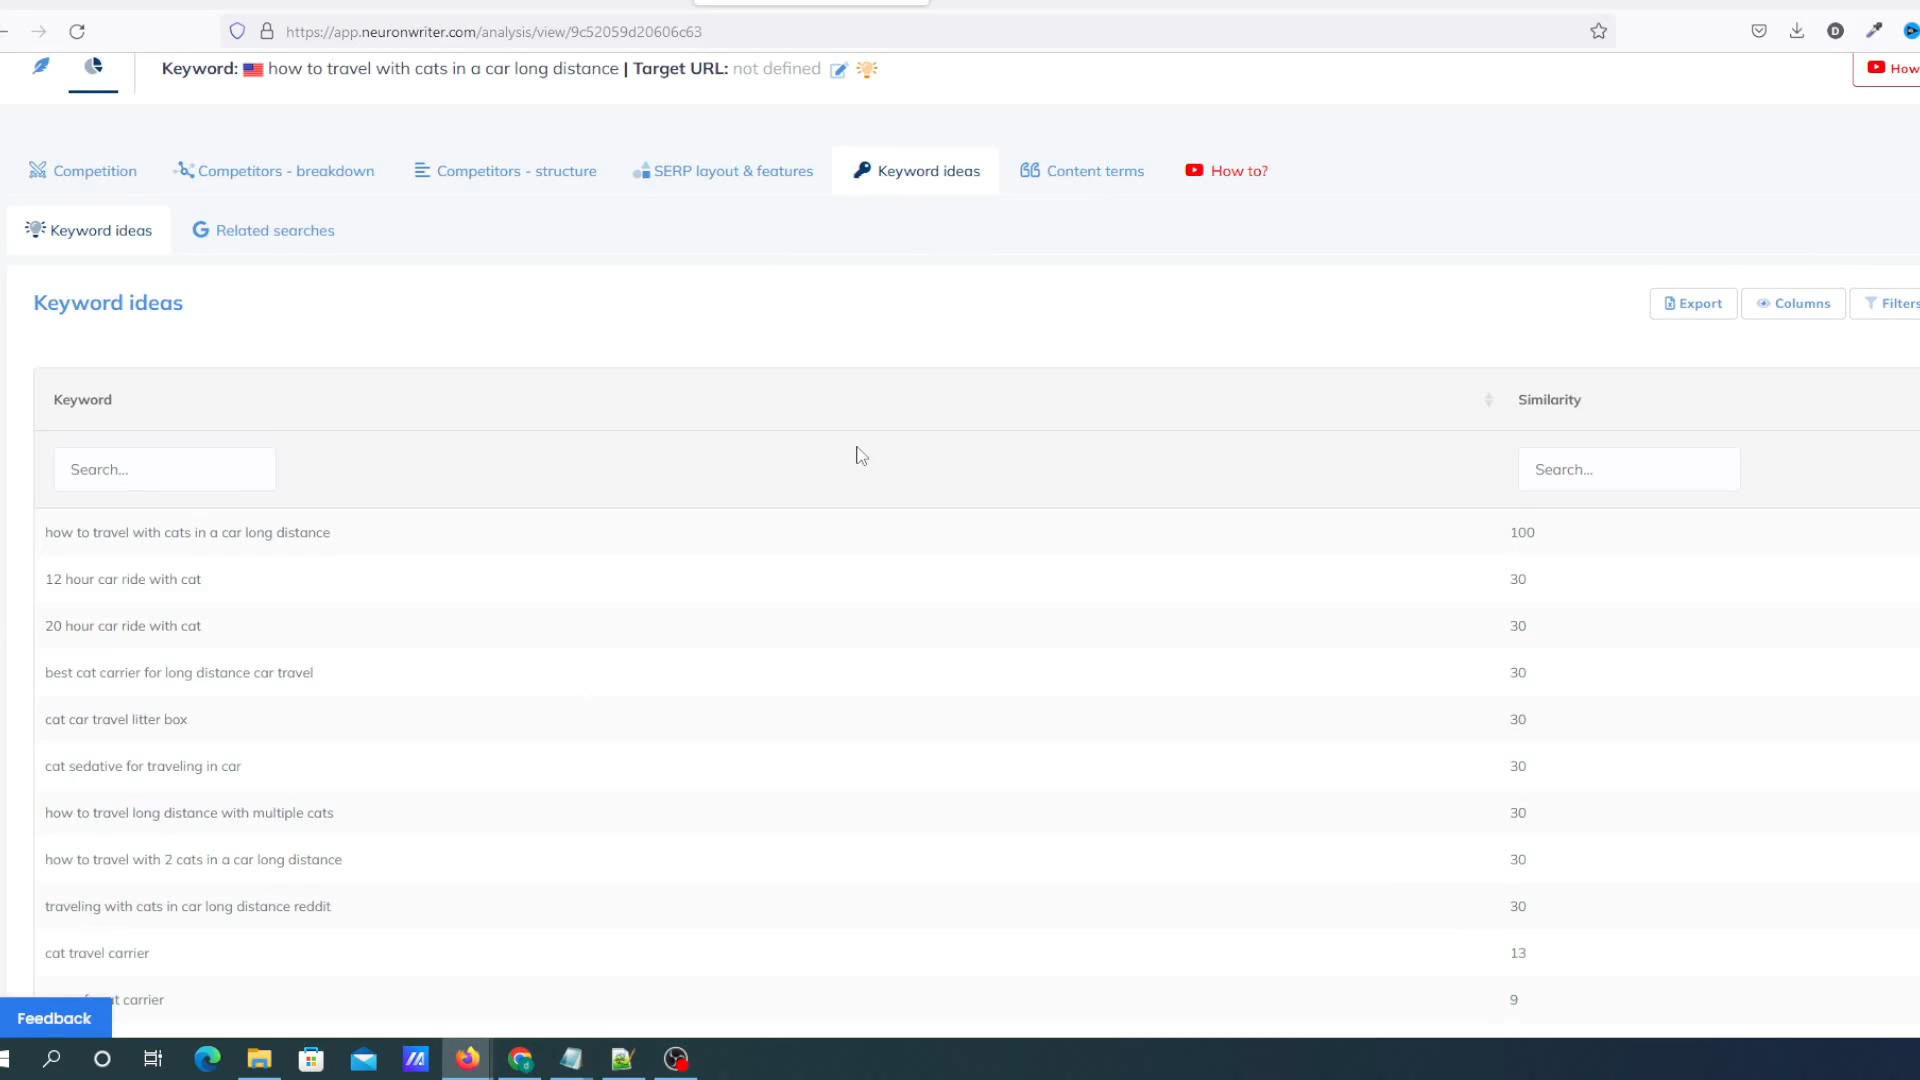 https://app.neuronwriter.com/analysis/view/9c52059d20606c63
Keyword: how to travel with cats in a car long distance | Target URL: not defined
How
Competition
Competitors - breakdown
Competitors - structure
SERP layout & features
Keyword ideas
Content terms
How to?
Keyword ideas
Related searches
Keyword ideas
Export
Columns
Filters
Keyword
Similarity
Search...
Search...
how to travel with cats in a car long distance 100
12 hour car ride with cat 30
20 hour car ride with cat 30
best cat carrier for long distance car travel 30
cat car travel litter box 30
cat sedative for traveling in car 30
how to travel long distance with multiple cats 30
how to travel with 2 cats in a car long distance 30
traveling with cats in car long distance reddit 30
cat travel carrier 13
carrier 9
Feedback